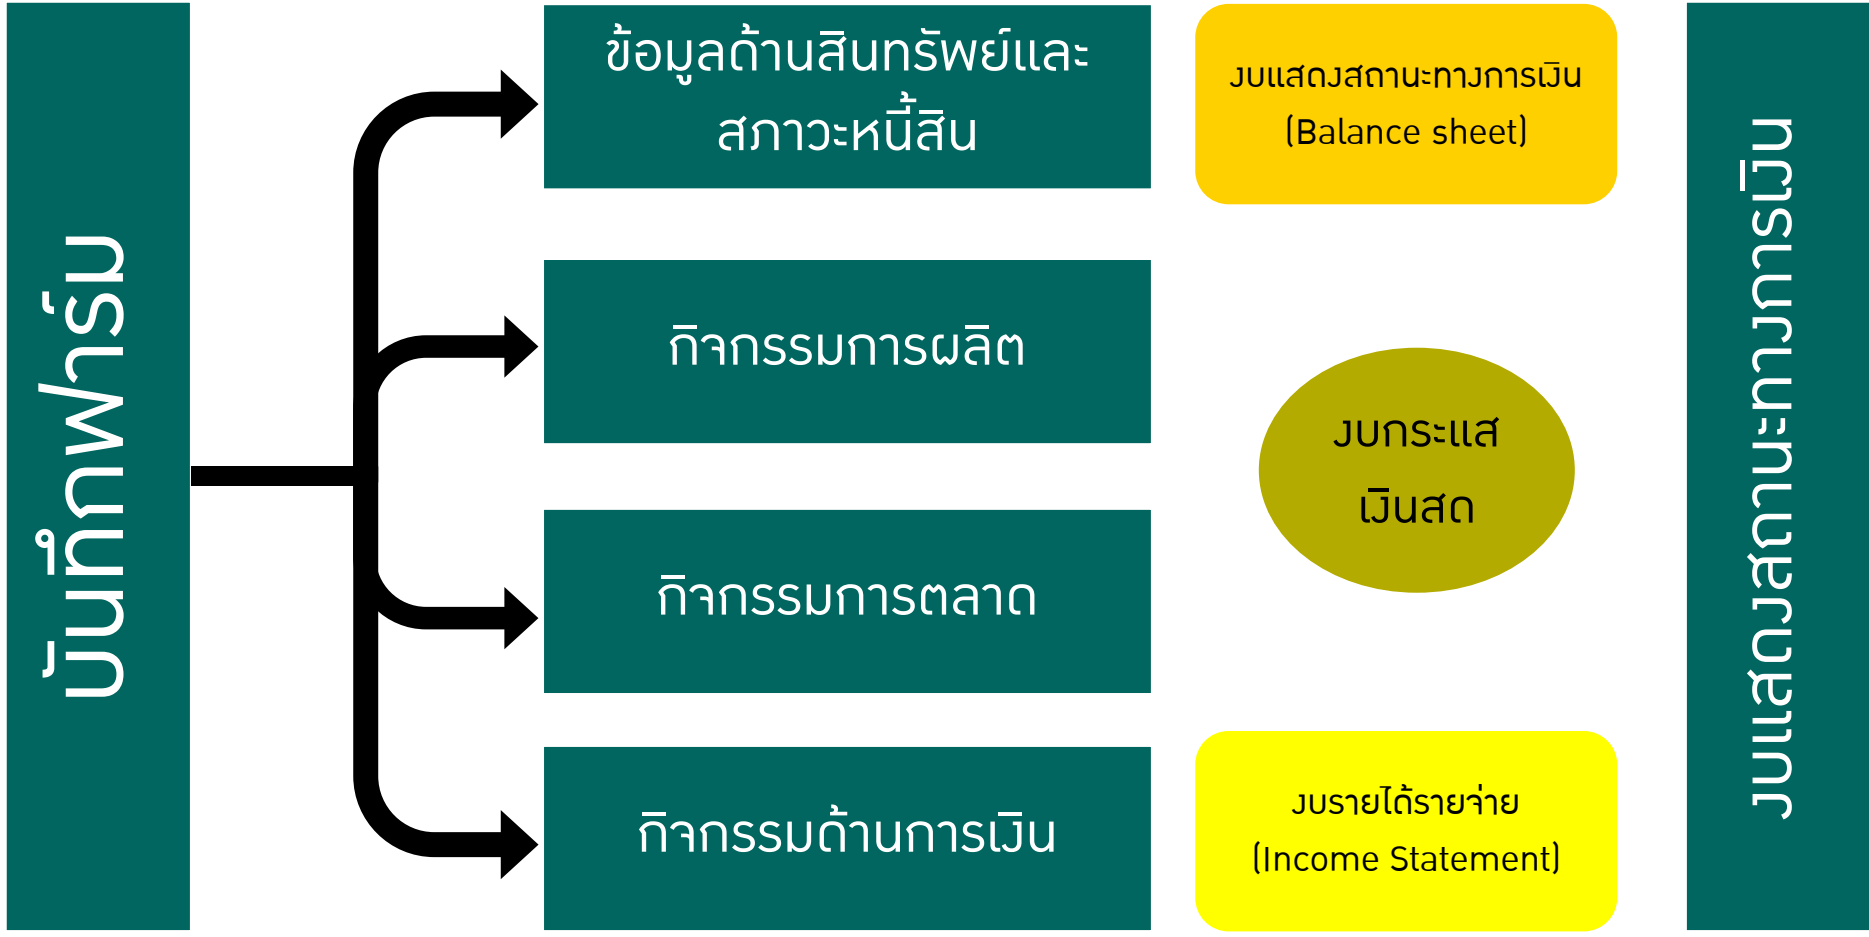 บันทึกฟาร์ม
ข้อมูลด้านสินทรัพย์และ
สภาวะหนี้สิน
กิจกรรมการผลิต
กิจกรรมการตลาด
กิจกรรมด้านการเงิน
งบแสดงสถานะทางการเงิน
(Balance sheet)
งบกระแส
เงินสด
งบรายได้รายจ่าย
(Income Statement)
งบแสดงสถานะทางการเงิน